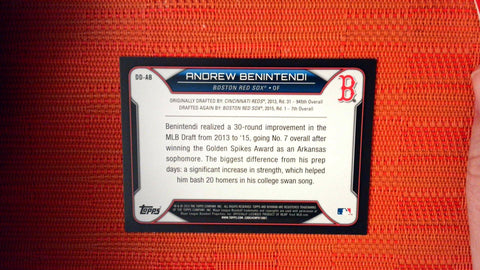 DD-AB
ANDREW BENINTENDI
BOSTON RED SOX® • OF
B
ORIGINALLY DRAFTED BY: CINCINNATI REDS®, 2013, Rd. 31 - 945th Overall
DRAFTED AGAIN BY: BOSTON RED SOX®, 2015, Rd. 1 - 7th Overall
Benintendi realized a 30-round improvement in the
MLB Draft from 2013 to '15, going No. 7 overall after
winning the Golden Spikes Award as an Arkansas
sophomore. The biggest difference from his prep
days: a significant increase in strength, which helped
him bash 20 homers in his college swan song.
Topps